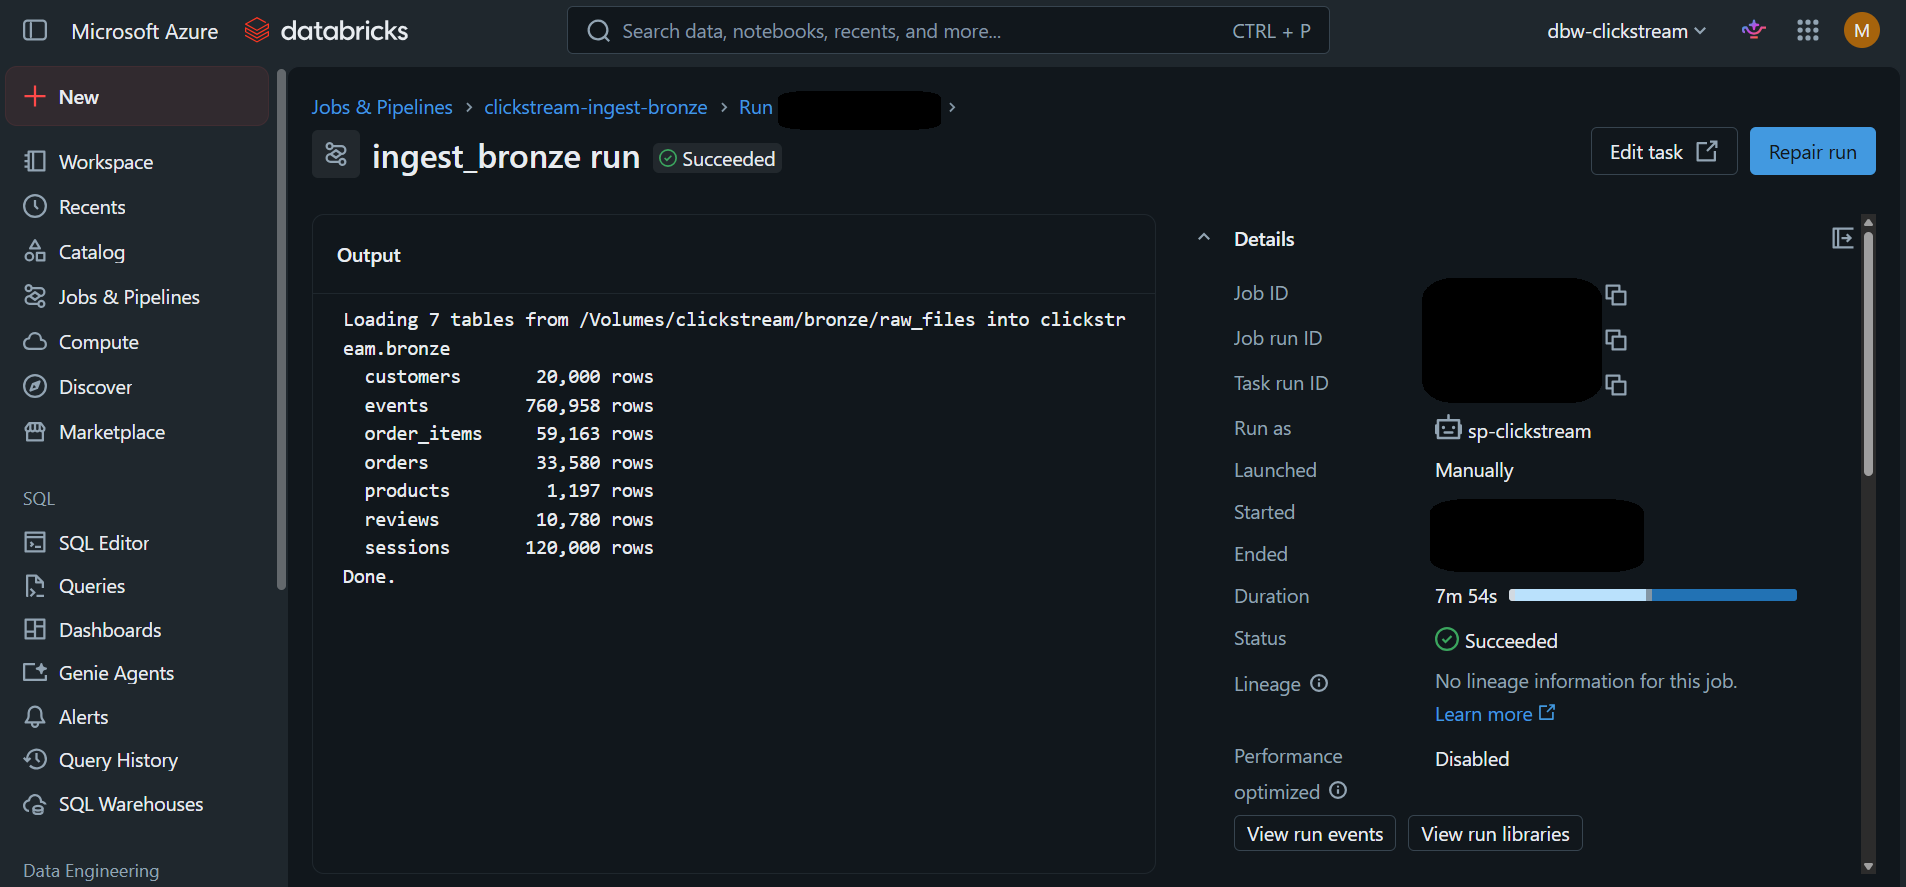 Microsoft Azure databricks
Search data, notebooks, recents, and more... CTRL + P
dbw-clickstream
M
New
Workspace
Recents
Catalog
Jobs & Pipelines
Compute
Discover
Marketplace
SQL
SQL Editor
Queries
Dashboards
Genie Agents
Alerts
Query History
SQL Warehouses
Data Engineering
Jobs & Pipelines > clickstream-ingest-bronze > Run >
ingest_bronze run Succeeded
Edit task
Repair run
Output
Loading 7 tables from /Volumes/clickstream/bronze/raw_files into clickstr
eam.bronze
customers 20,000 rows
events 760,958 rows
order_items 59,163 rows
orders 33,580 rows
products 1,197 rows
reviews 10,780 rows
sessions 120,000 rows
Done.
Details
Job ID
Job run ID
Task run ID
Run as sp-clickstream
Launched Manually
Started
Ended
Duration 7m 54s
Status Succeeded
Lineage No lineage information for this job.
Learn more
Performance Disabled
optimized
View run events View run libraries